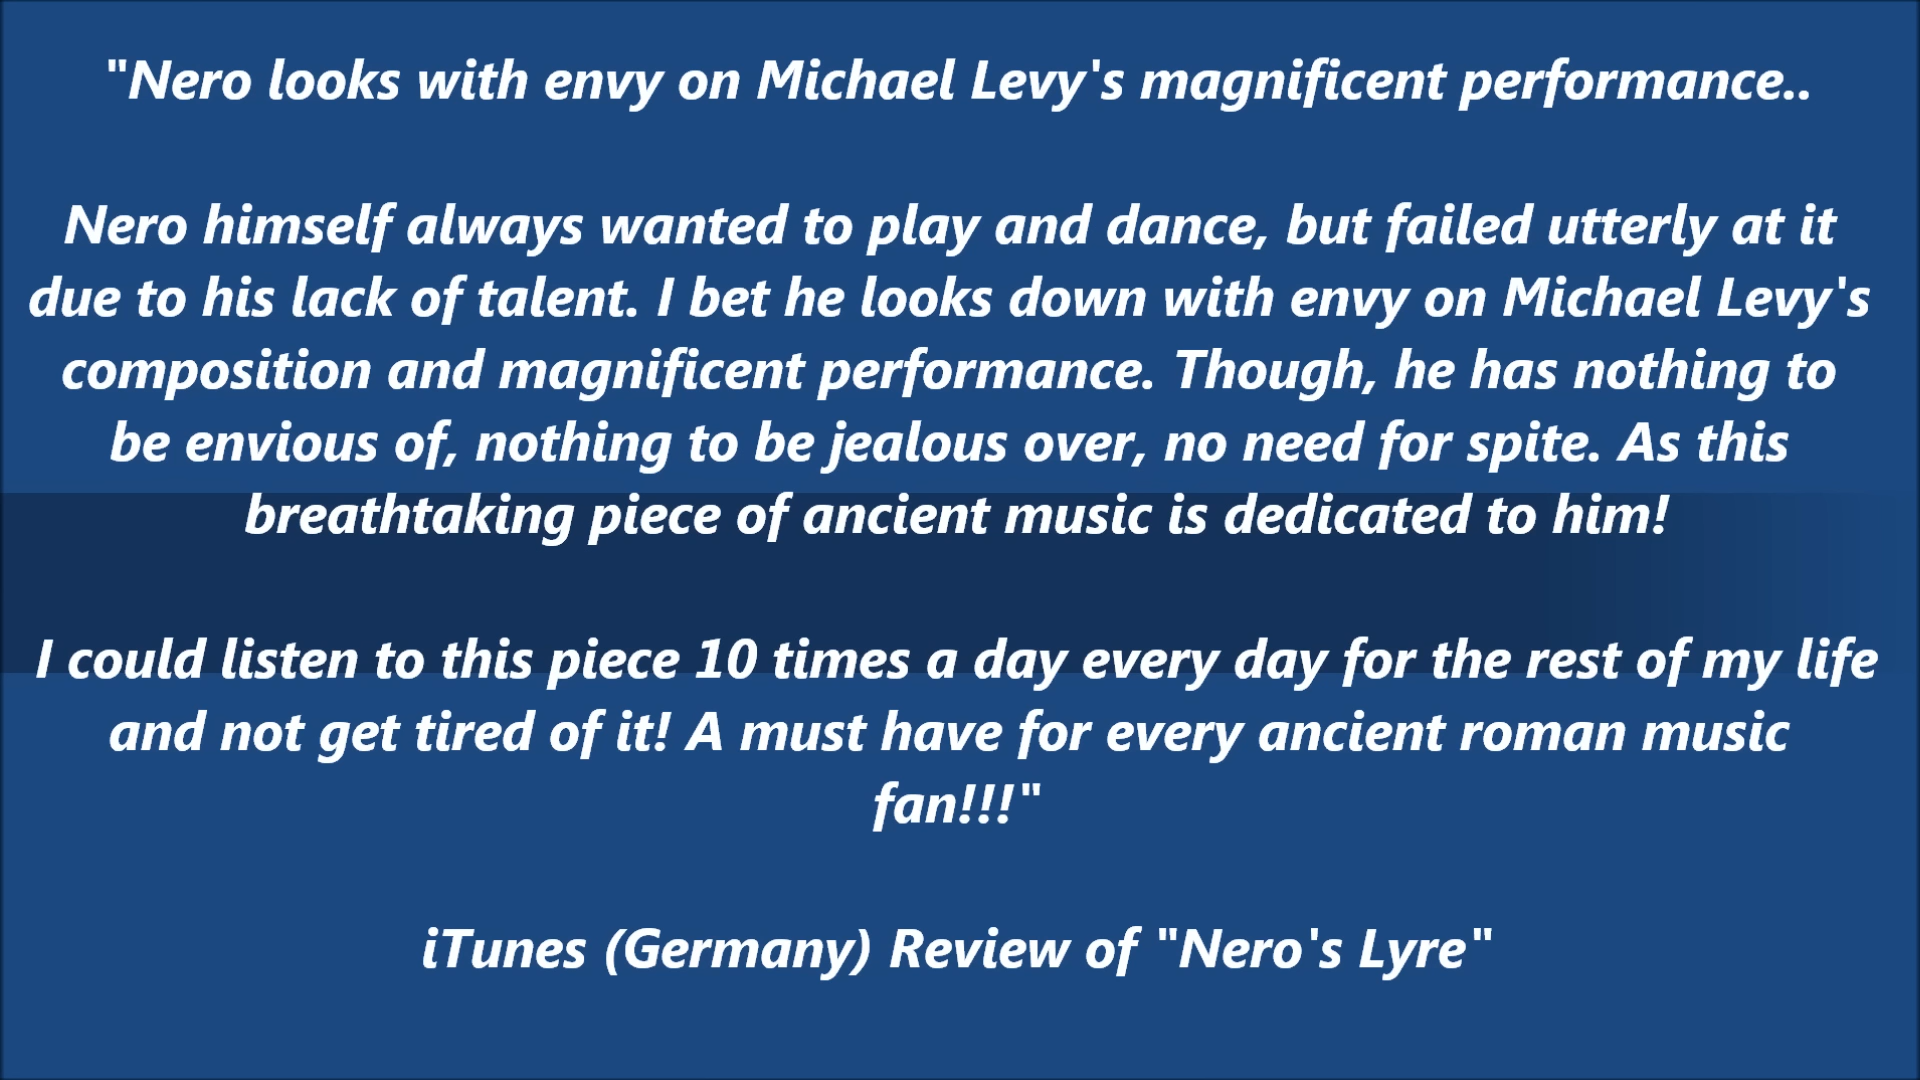 "Nero looks with envy on Michael Levy's magnificent performance..
Nero himself always wanted to play and dance, but failed utterly at it
due to his lack of talent. I bet he looks down with envy on Michael Levy's
composition and magnificent performance. Though, he has nothing to
be envious of, nothing to be jealous over, no need for spite. As this
breathtaking piece of ancient music is dedicated to him!
I could listen to this piece 10 times a day every day for the rest of my life
and not get tired of it! A must have for every ancient roman music
fan!!!"
iTunes (Germany) Review of "Nero's Lyre"